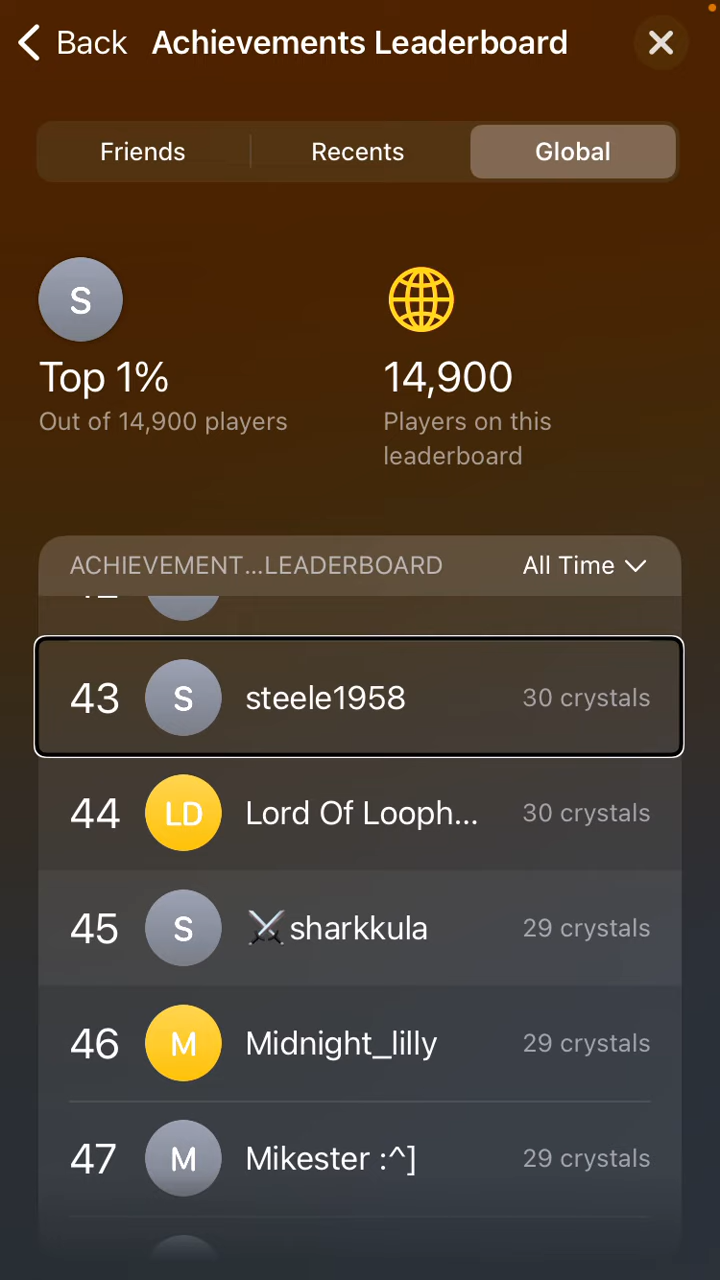 Back Achievements Leaderboard
Friends Recents Global
S
Top 1%
Out of 14,900 players
14,900
Players on this
leaderboard
ACHIEVEMENT...LEADERBOARD All Time
43 S steele1958 30 crystals
44 LD Lord Of Looph... 30 crystals
45 S ⚔️sharkkula 29 crystals
46 M Midnight_lilly 29 crystals
47 M Mikester :^] 29 crystals